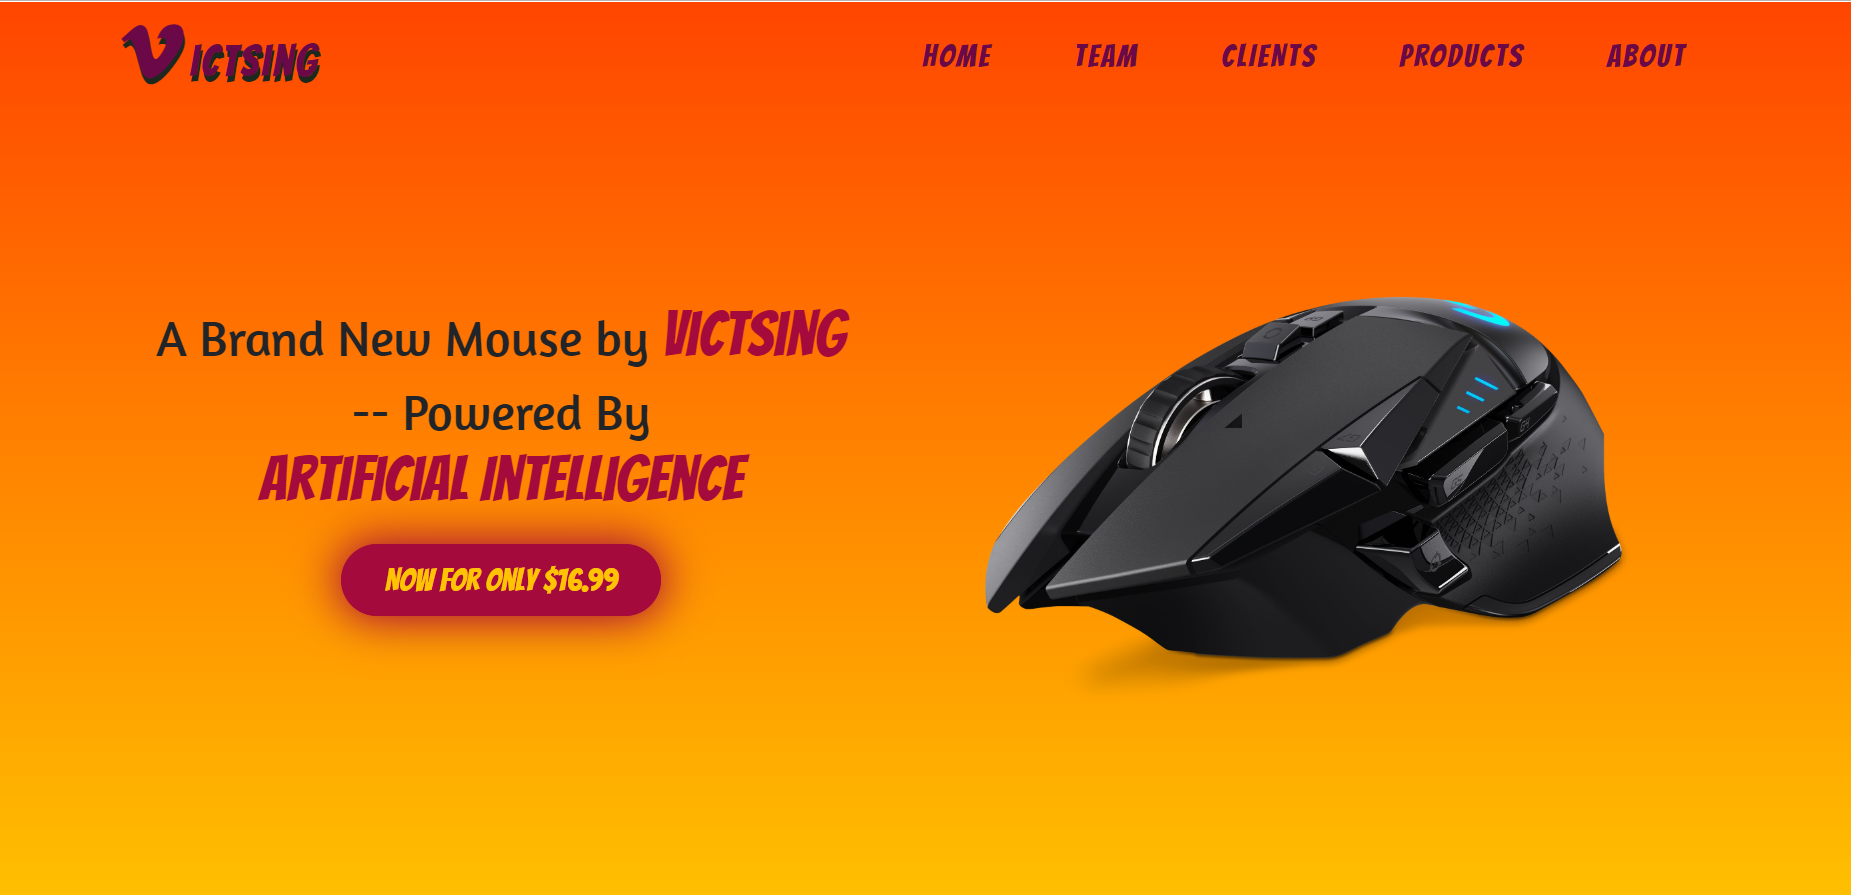 VICTSING
HOME TEAM CLIENTS PRODUCTS ABOUT
A Brand New Mouse by VICTSING
-- Powered By
ARTIFICIAL INTELLIGENCE
NOW FOR ONLY $16.99